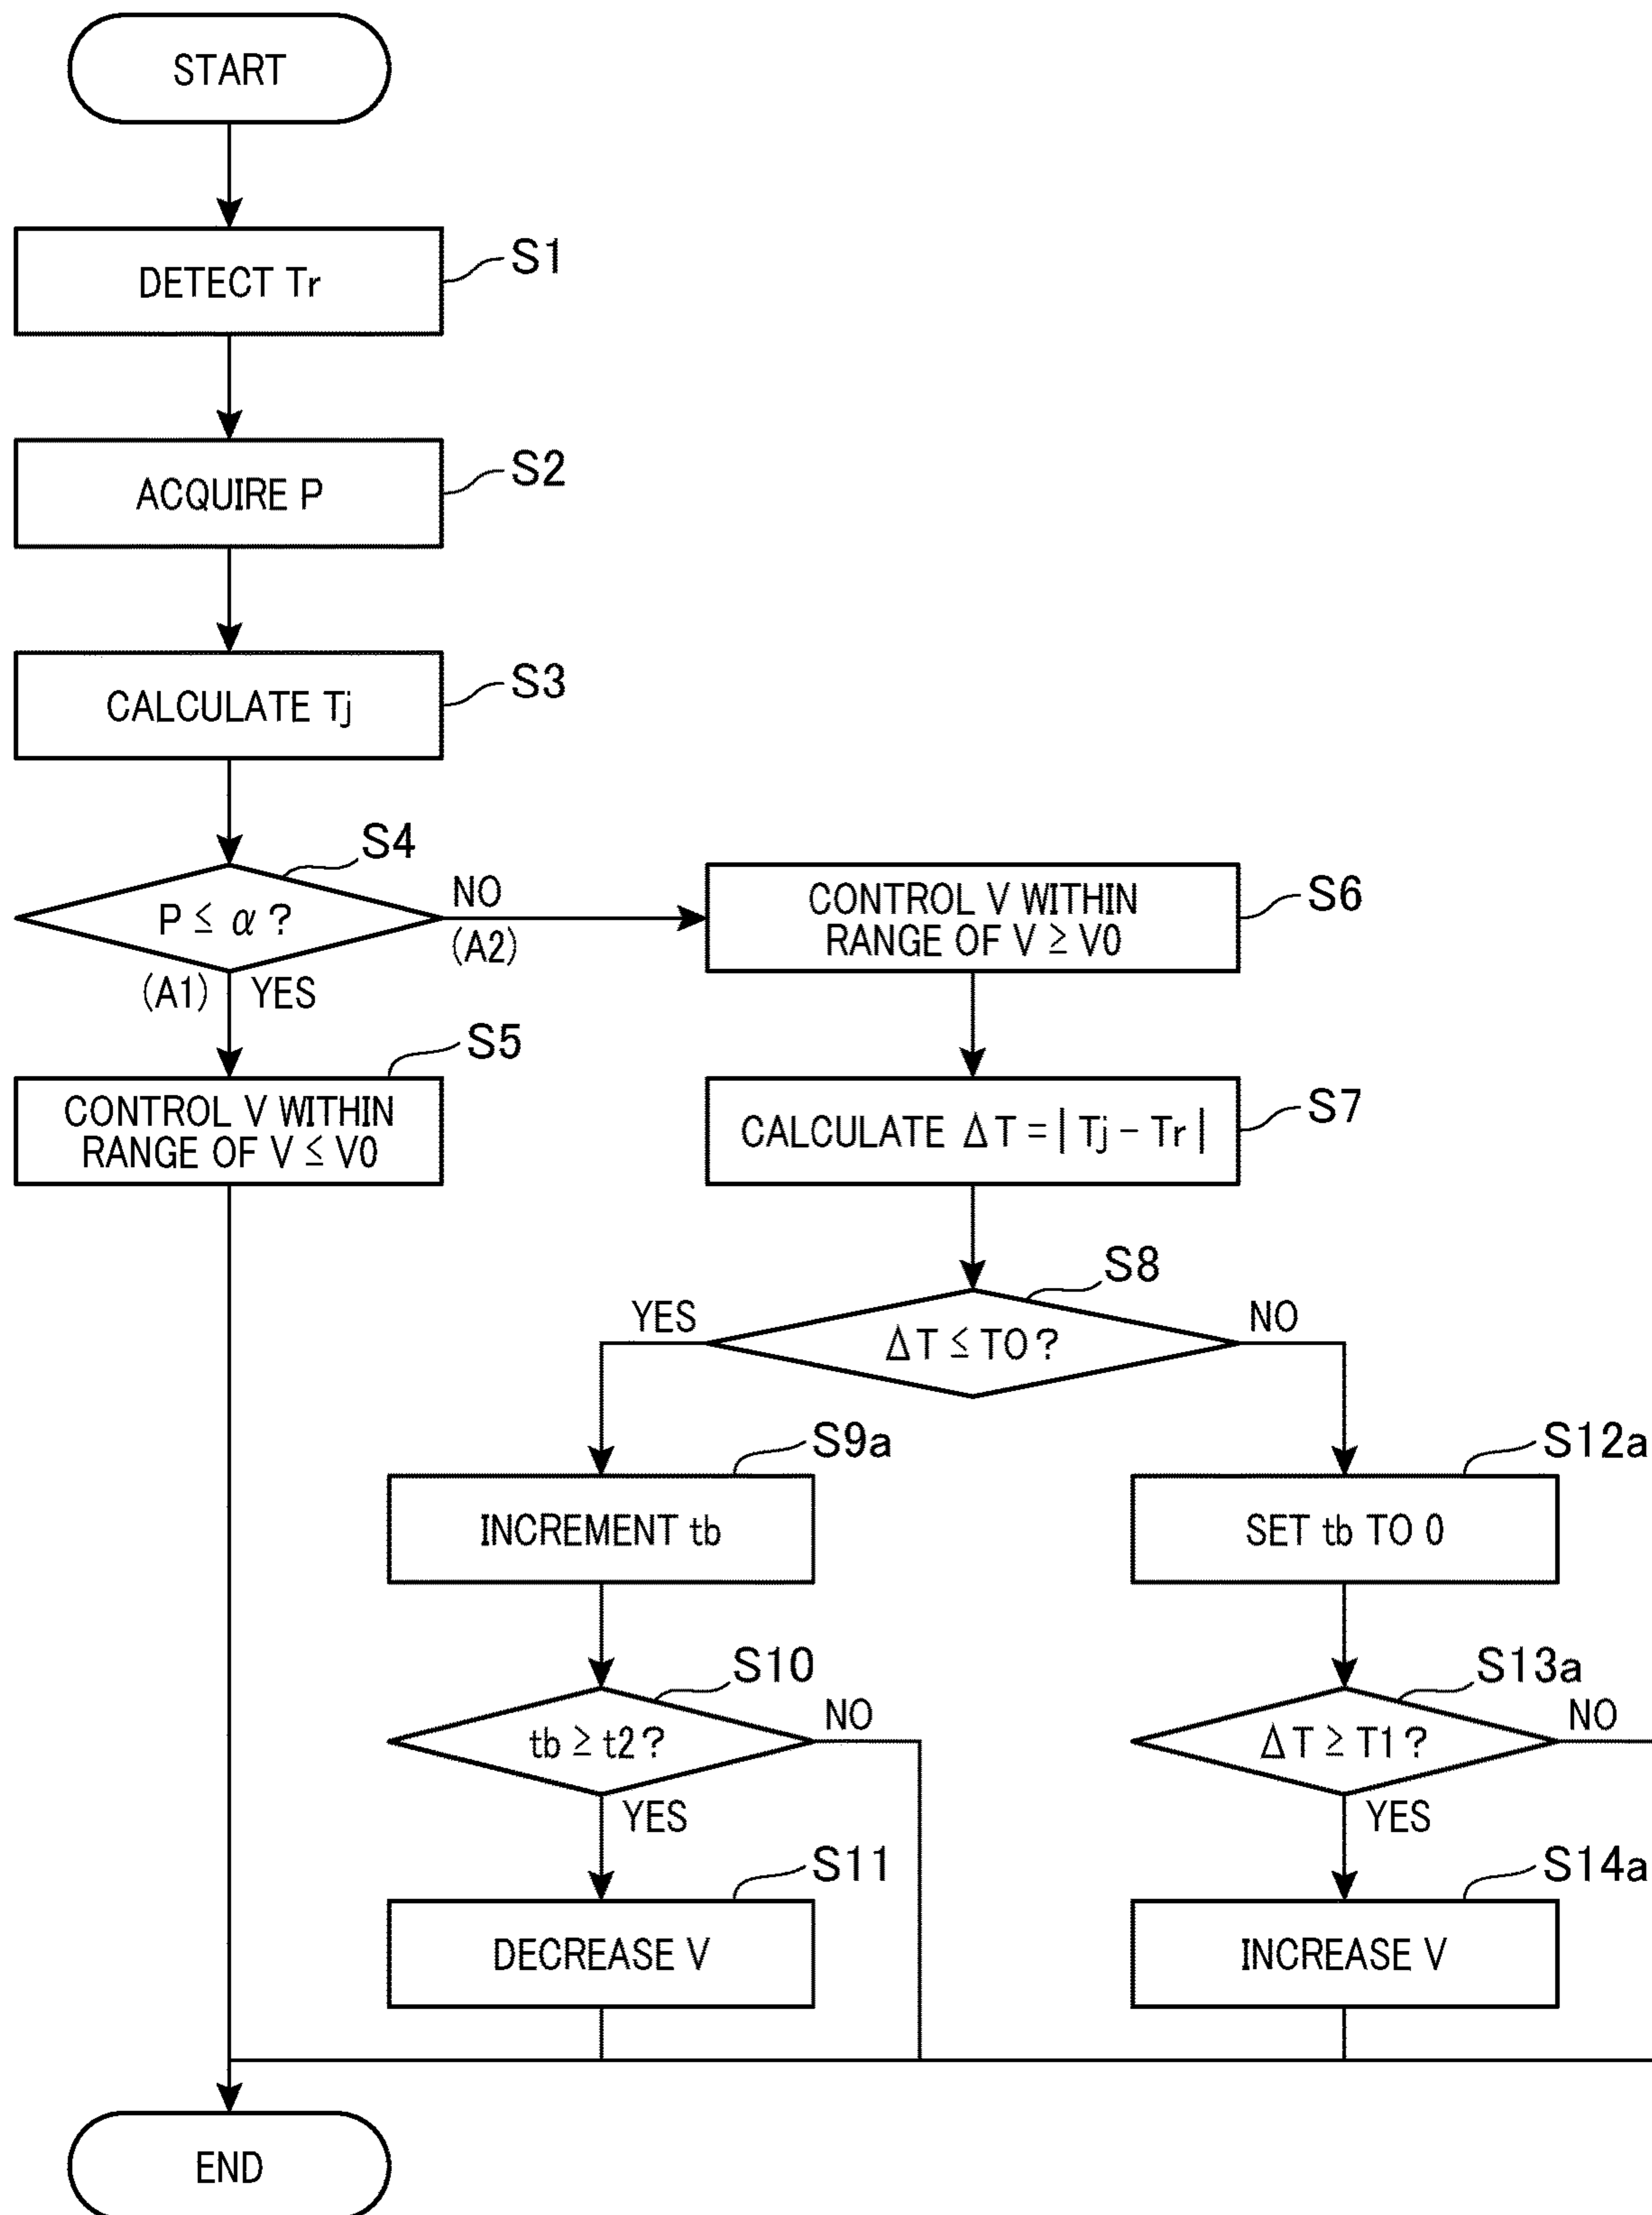 START
DETECT Tr
S1
ACQUIRE P
S2
CALCULATE Tj
S3
S4
P ≤ α ?
NO
(A2)
(A1)
YES
S5
CONTROL V WITHIN
RANGE OF V ≤ V0
CONTROL V WITHIN
RANGE OF V ≥ V0
S6
CALCULATE ΔT = | Tj − Tr |
S7
S8
ΔT ≤ T0 ?
YES
NO
S9a
INCREMENT tb
S10
tb ≥ t2 ?
NO
YES
S11
DECREASE V
S12a
SET tb TO 0
S13a
ΔT ≥ T1 ?
NO
YES
S14a
INCREASE V
END